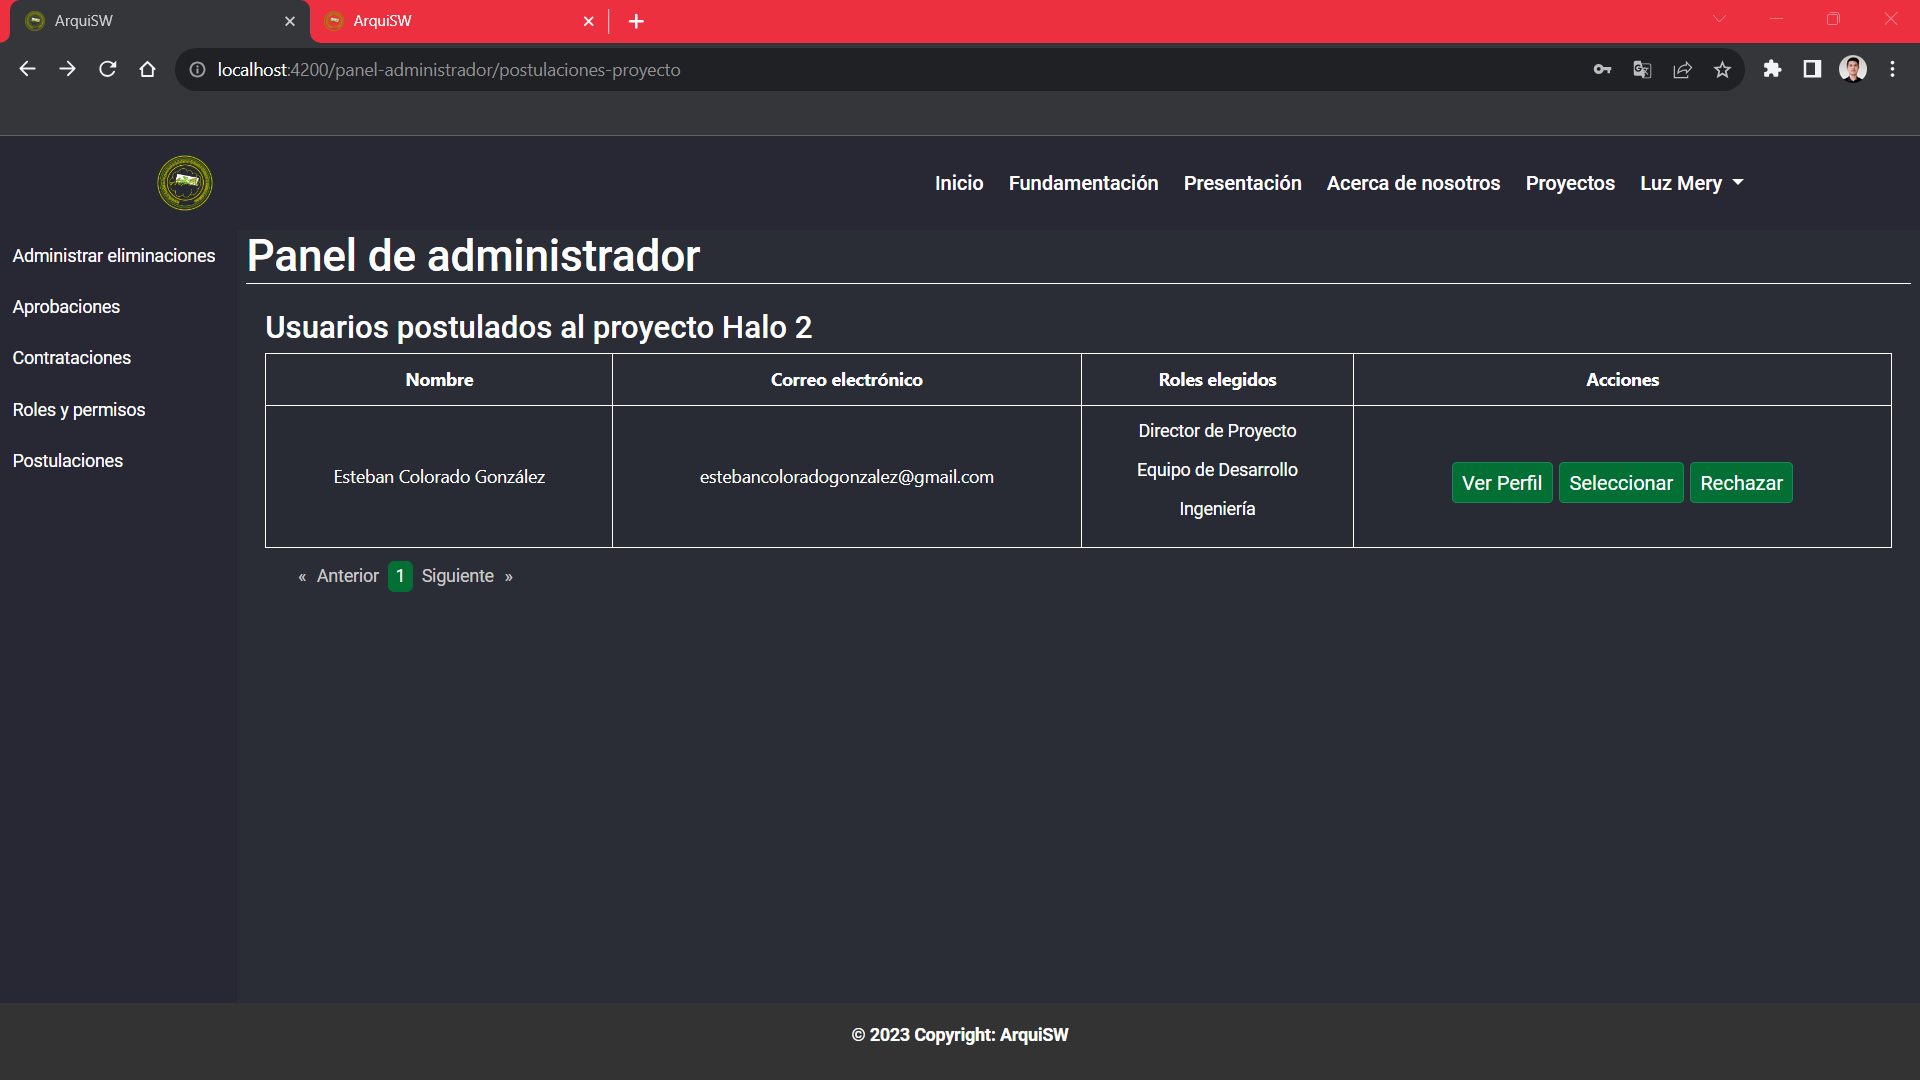 ArquiSW
ArquiSW
localhost:4200/panel-administrador/postulaciones-proyecto
Inicio Fundamentación Presentación Acerca de nosotros Proyectos Luz Mery
Administrar eliminaciones
Aprobaciones
Contrataciones
Roles y permisos
Postulaciones
Panel de administrador
Usuarios postulados al proyecto Halo 2
Nombre Correo electrónico Roles elegidos Acciones
Esteban Colorado González
estebancoloradogonzalez@gmail.com
Director de Proyecto
Equipo de Desarrollo
Ingeniería
Ver Perfil Seleccionar Rechazar
« Anterior 1 Siguiente »
© 2023 Copyright: ArquiSW